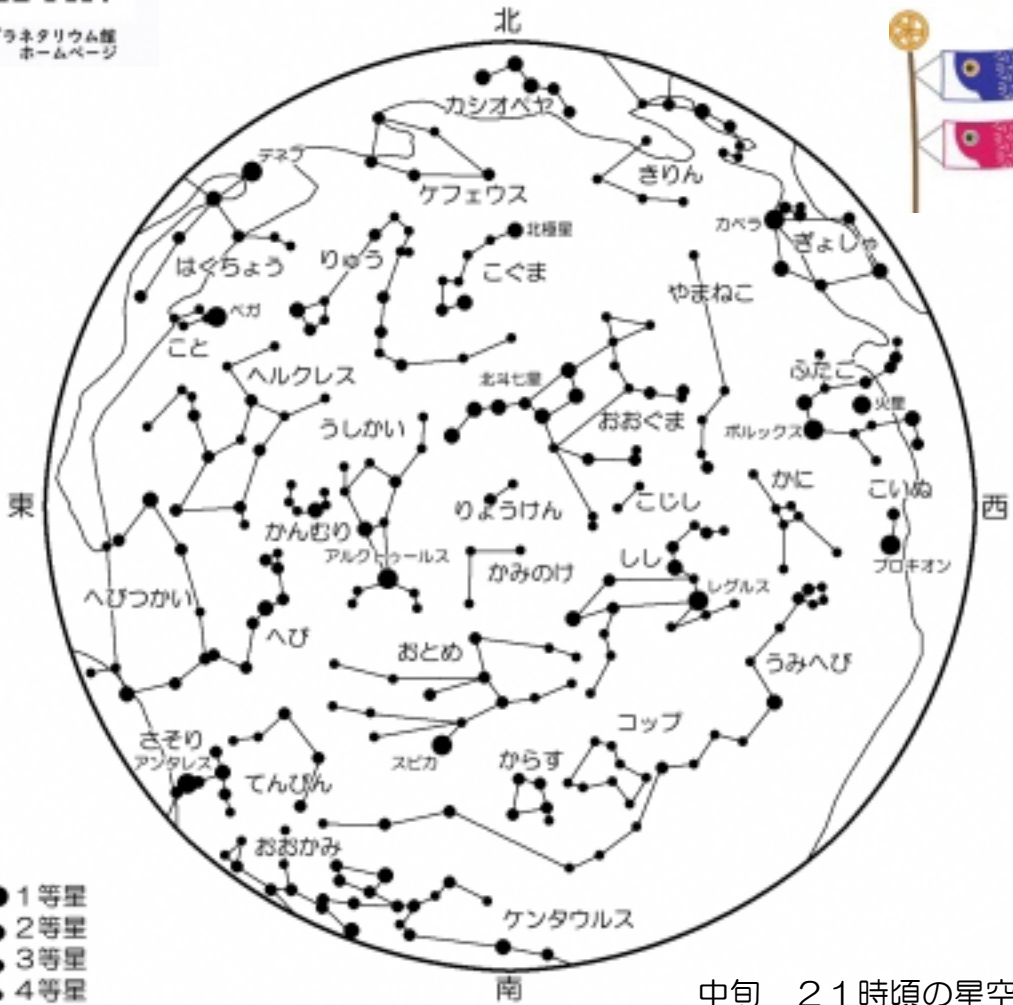 プラネタリウム館
ホームページ
北
カシオペヤ
デネブ
きりん
ケフェウス
カペラ
ぎょしゃ
北極星
はくちょう
りゅう
こぐま
やまねこ
ベガ
こと
ヘルクレス
北斗七星
ふたご
火星
うしかい
おおぐま
ポルックス
かに
こいぬ
東
りょうけん
こじし
西
かんむり
アルクトゥールス
かみのけ
しし
プロキオン
レグルス
へびつかい
へび
おとめ
うみへび
さそり
アンタレス
コップ
てんびん
スピカ
からす
おおかみ
ケンタウルス
1等星
2等星
3等星
4等星
南
中旬 21時頃の星空